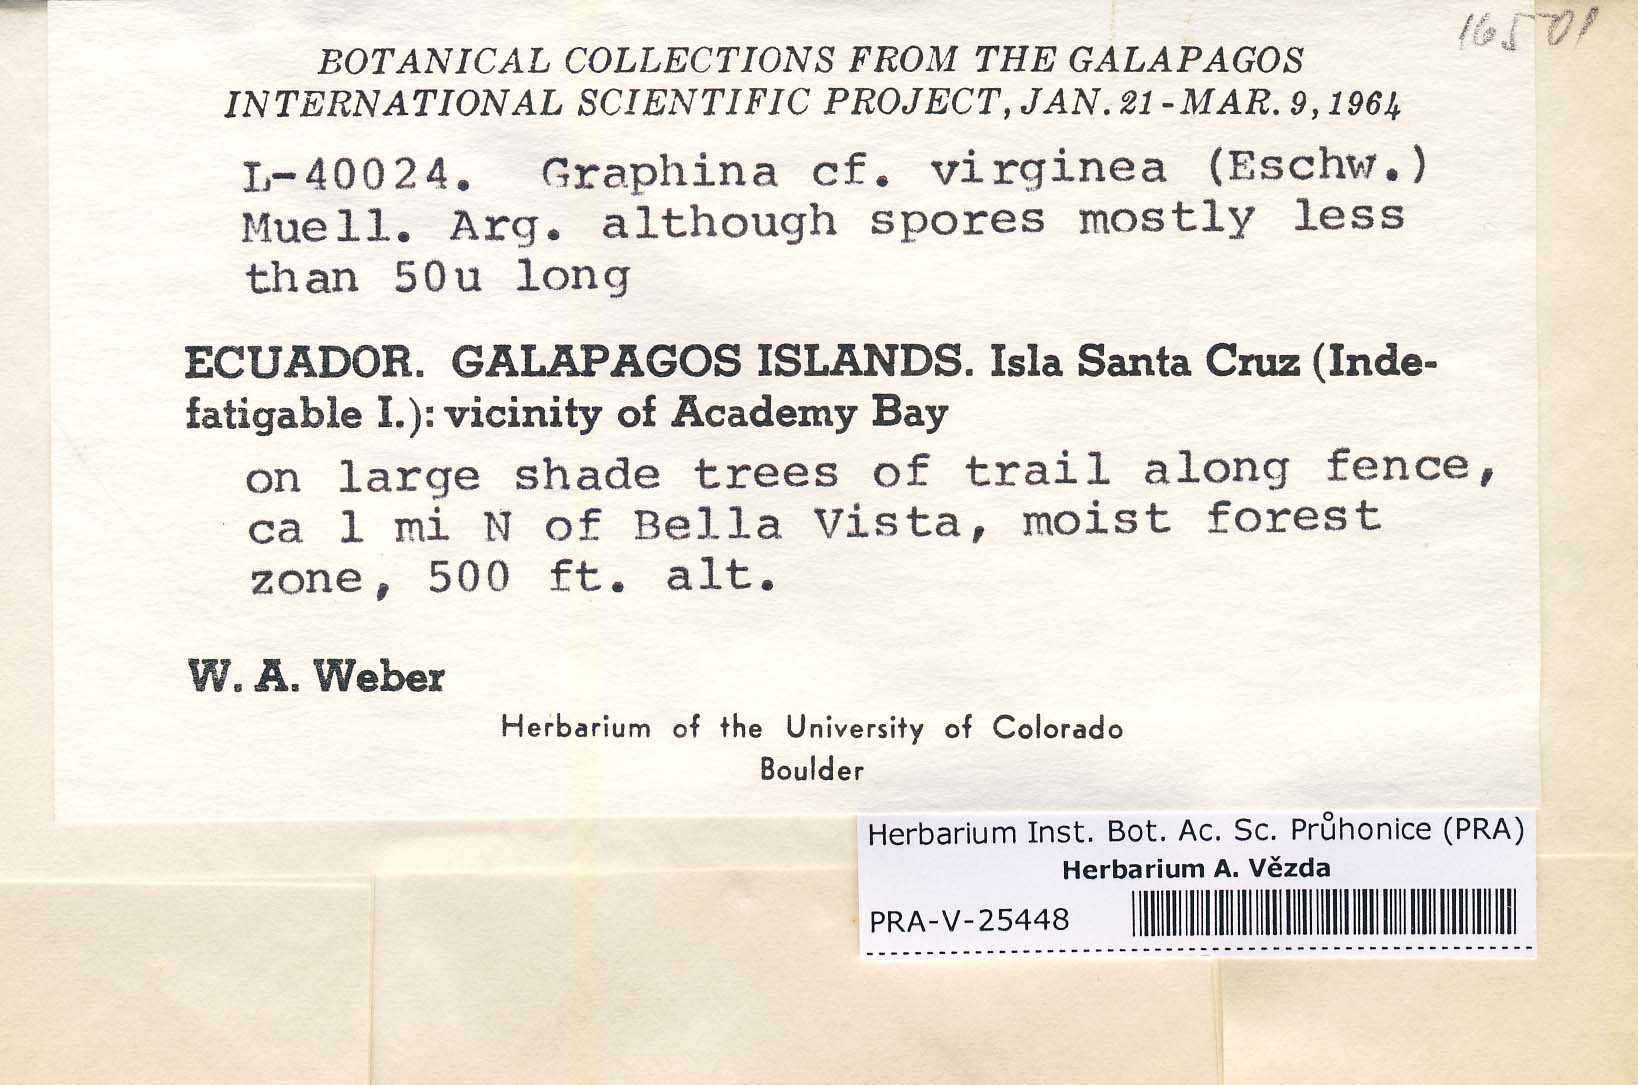 16501
BOTANICAL COLLECTIONS FROM THE GALAPAGOS
INTERNATIONAL SCIENTIFIC PROJECT, JAN. 21 - MAR. 9, 1964
L-40024. Graphina cf. virginea (Eschw.)
Muell. Arg. although spores mostly less
than 50u long
ECUADOR. GALAPAGOS ISLANDS. Isla Santa Cruz (Inde-
fatigable I.): vicinity of Academy Bay
on large shade trees of trail along fence,
ca 1 mi N of Bella Vista, moist forest
zone, 500 ft. alt.
W. A. Weber
Herbarium of the University of Colorado
Boulder
Herbarium Inst. Bot. Ac. Sc. Průhonice (PRA)
Herbarium A. Vězda
PRA-V-25448